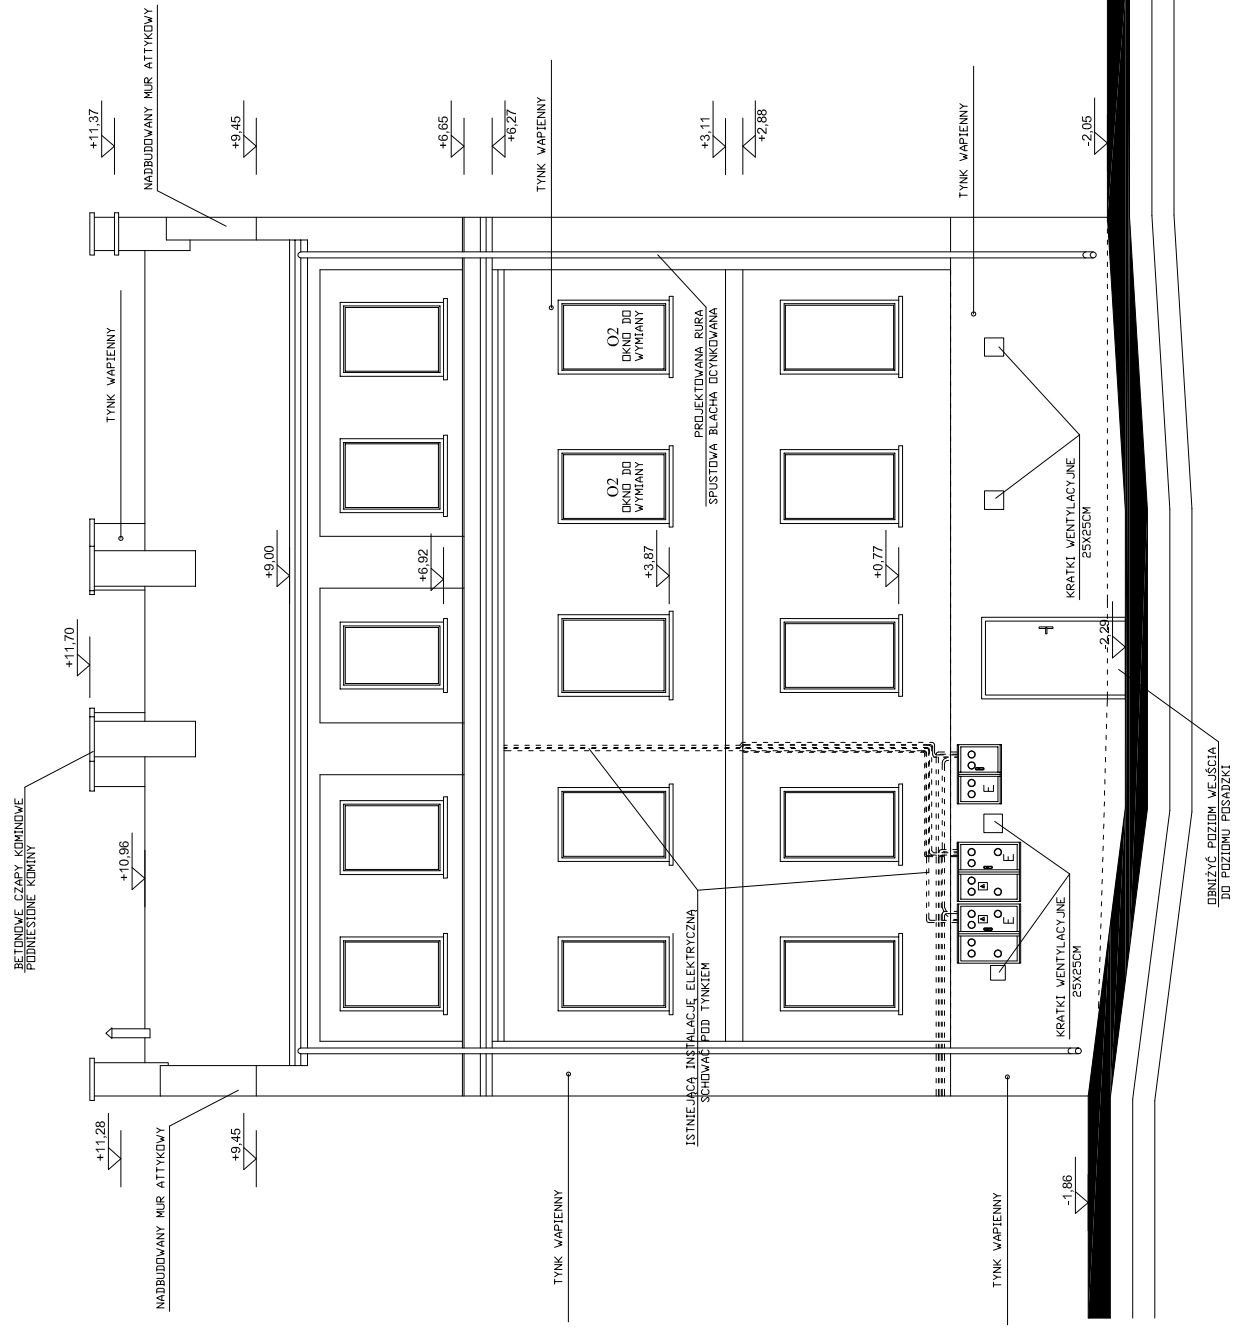 BETONOWE CZAPY KOMINOWE
PODNIESIONE KOMINY
NADBUDOWANY MUR ATTYKOWY
+11,28
+9,45
+10,96
+11,70
TYNK WAPIENNY
+11,37
+9,45
NADBUDOWANY MUR ATTYKOWY
+9,00
+6,92
+6,65
+6,27
TYNK WAPIENNY
O2
OKNO DO
WYMIANY
O2
OKNO DO
WYMIANY
+3,87
PROJEKTOWANA RURA
SPUSTOWA BLACHA OCYNKOWANA
+3,11
+2,88
TYNK WAPIENNY
ISTNIEJĄCĄ INSTALACJĘ ELEKTRYCZNĄ
SCHOWAĆ POD TYNKIEM
+0,77
TYNK WAPIENNY
E
E
E
TYNK WAPIENNY
KRATKI WENTYLACYJNE
25X25CM
KRATKI WENTYLACYJNE
25X25CM
-1,86
-2,29
-2,05
OBNIŻYĆ POZIOM WEJŚCIA
DO POZIOMU POSADZKI